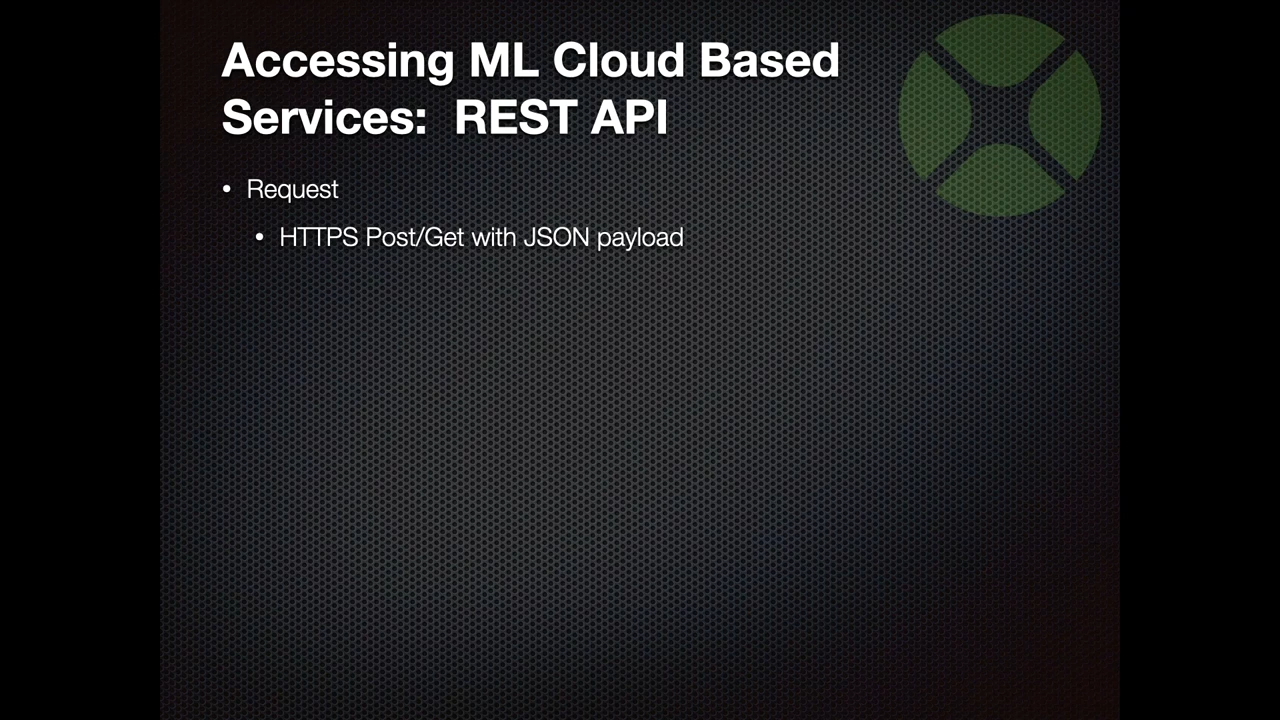 Accessing ML Cloud Based
Services:  REST API
• Request
• HTTPS Post/Get with JSON payload